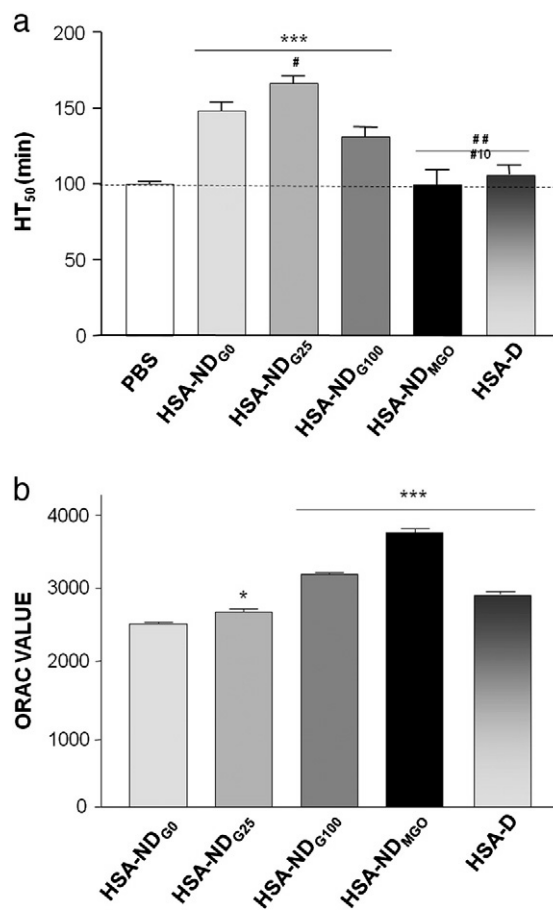 a
200
150
100
50
0
HT50 (min)
***
#
##
#10
PBS
HSA-NDG0
HSA-NDG25
HSA-NDG100
HSA-NDMGO
HSA-D
b
4000
3000
2000
1000
0
ORAC VALUE
*
***
HSA-NDG0
HSA-NDG25
HSA-NDG100
HSA-NDMGO
HSA-D